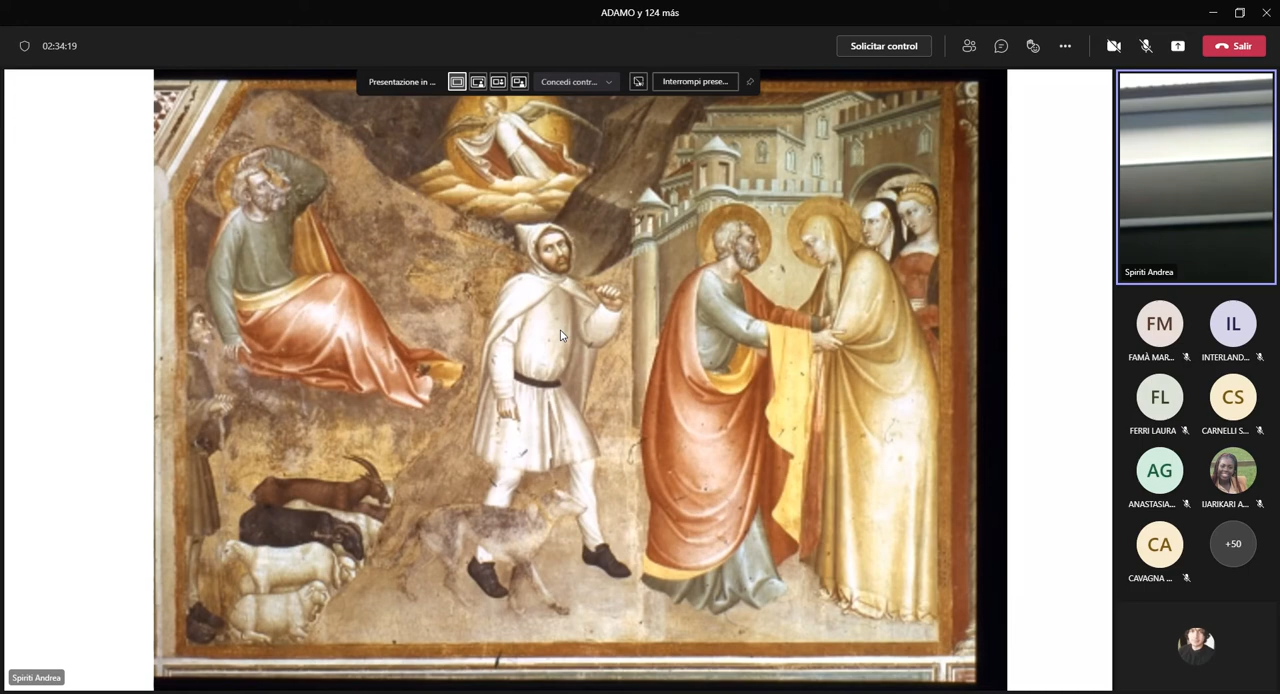 ADAMO y 124 más
02:34:19
Solicitar control
Salir
Presentazione in ...
Concedi contr...
Interrompi prese...
Spiriti Andrea
FM
IL
FAMÀ MAR...
INTERLAND...
FL
CS
FERRI LAURA
CARNELLI S...
AG
ANASTASIA...
IJARIKARI A...
CA
+50
CAVAGNA ...
Spiriti Andrea